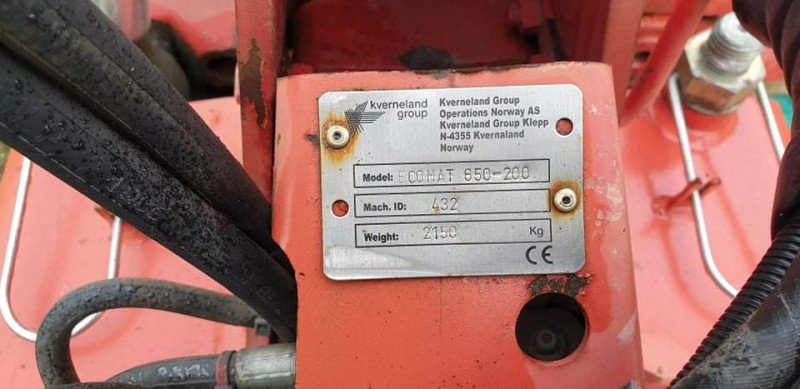 kverneland
group
Kverneland Group
Operations Norway AS
Kverneland Group Klepp
N-4355 Kvernaland
Norway
Model: ECOMAT 650-200
Mach. ID: 432
Weight: 2150 Kg
CE